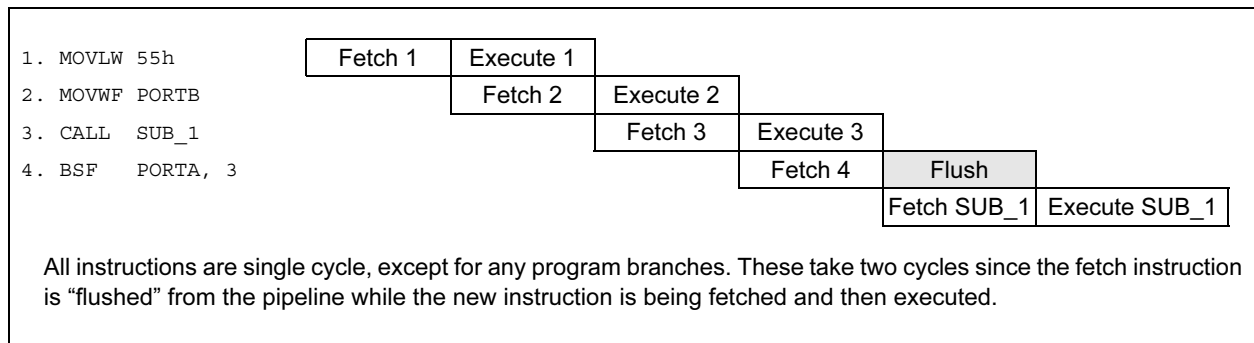 1. MOVLW 55h Fetch 1 Execute 1
2. MOVWF PORTB Fetch 2 Execute 2
3. CALL SUB_1 Fetch 3 Execute 3
4. BSF PORTA, 3 Fetch 4 Flush
Fetch SUB_1 Execute SUB_1
All instructions are single cycle, except for any program branches. These take two cycles since the fetch instruction
is “flushed” from the pipeline while the new instruction is being fetched and then executed.